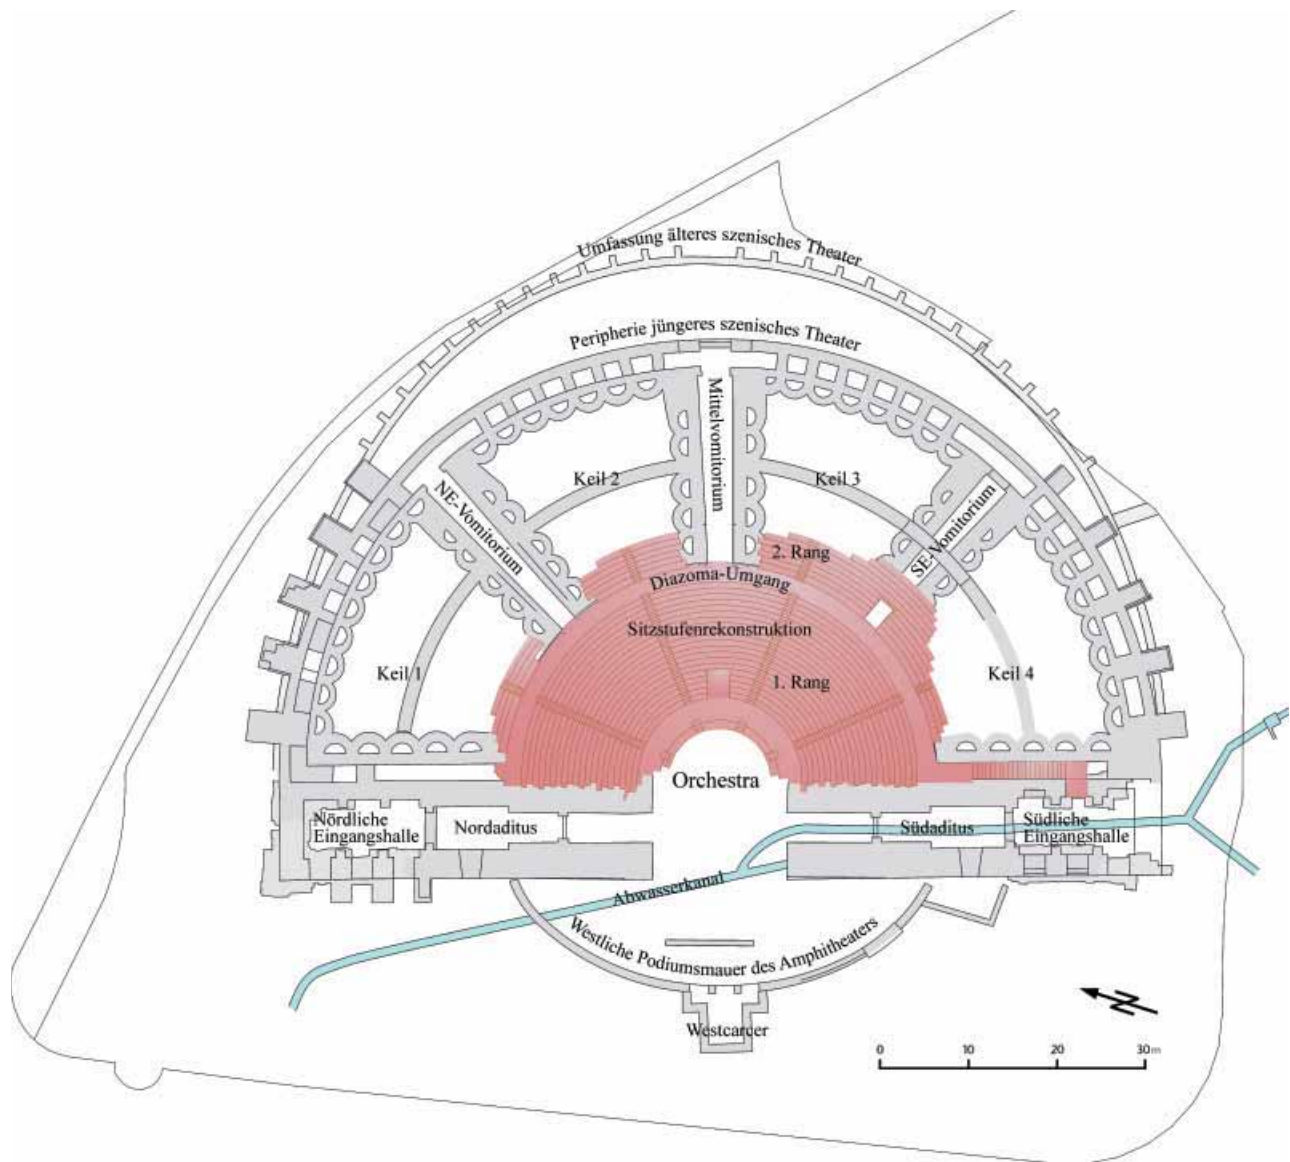 Umfassung älteres szenisches Theater
Peripherie jüngeres szenisches Theater
Mittelvomitorium
Keil 2
Keil 3
NE-Vomitorium
SE-Vomitorium
2. Rang
Diazoma-Umgang
Sitzstufenrekonstruktion
Keil 1
1. Rang
Keil 4
Orchestra
Nördliche
Eingangshalle
Nordaditus
Südaditus
Südliche
Eingangshalle
Abwasserkanal
Westliche Podiumsmauer des Amphitheaters
Westcarcer
N
0 10 20 30 m